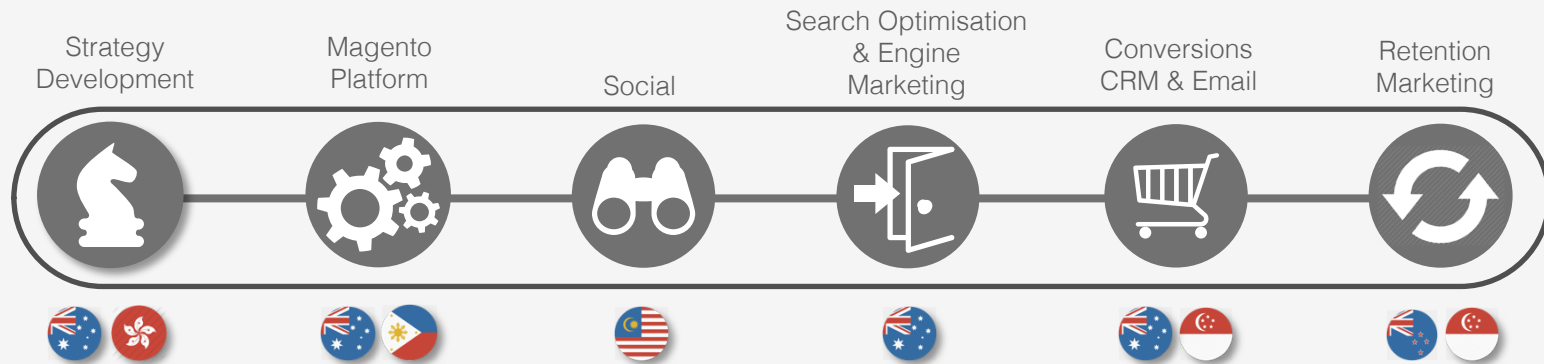 Strategy
Development
Magento
Platform
Social
Search Optimisation
& Engine
Marketing
Conversions
CRM & Email
Retention
Marketing